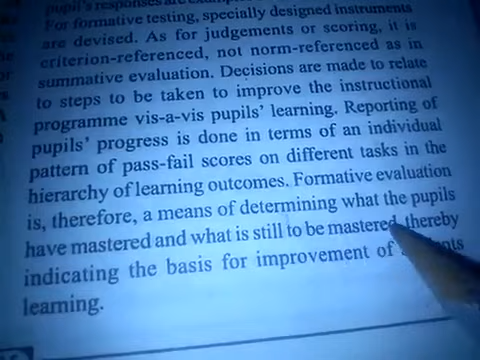 pupil's responses are
For formative testing, specially designed instruments
are devised. As for judgements or scoring, it is
criterion-referenced, not norm-referenced as in
summative evaluation. Decisions are made to relate
to steps to be taken to improve the instructional
programme vis-a-vis pupils' learning. Reporting of
pupils' progress is done in terms of an individual
pattern of pass-fail scores on different tasks in the
hierarchy of learning outcomes. Formative evaluation
is, therefore, a means of determining what the pupils
have mastered and what is still to be mastered, thereby
indicating the basis for improvement of
learning.